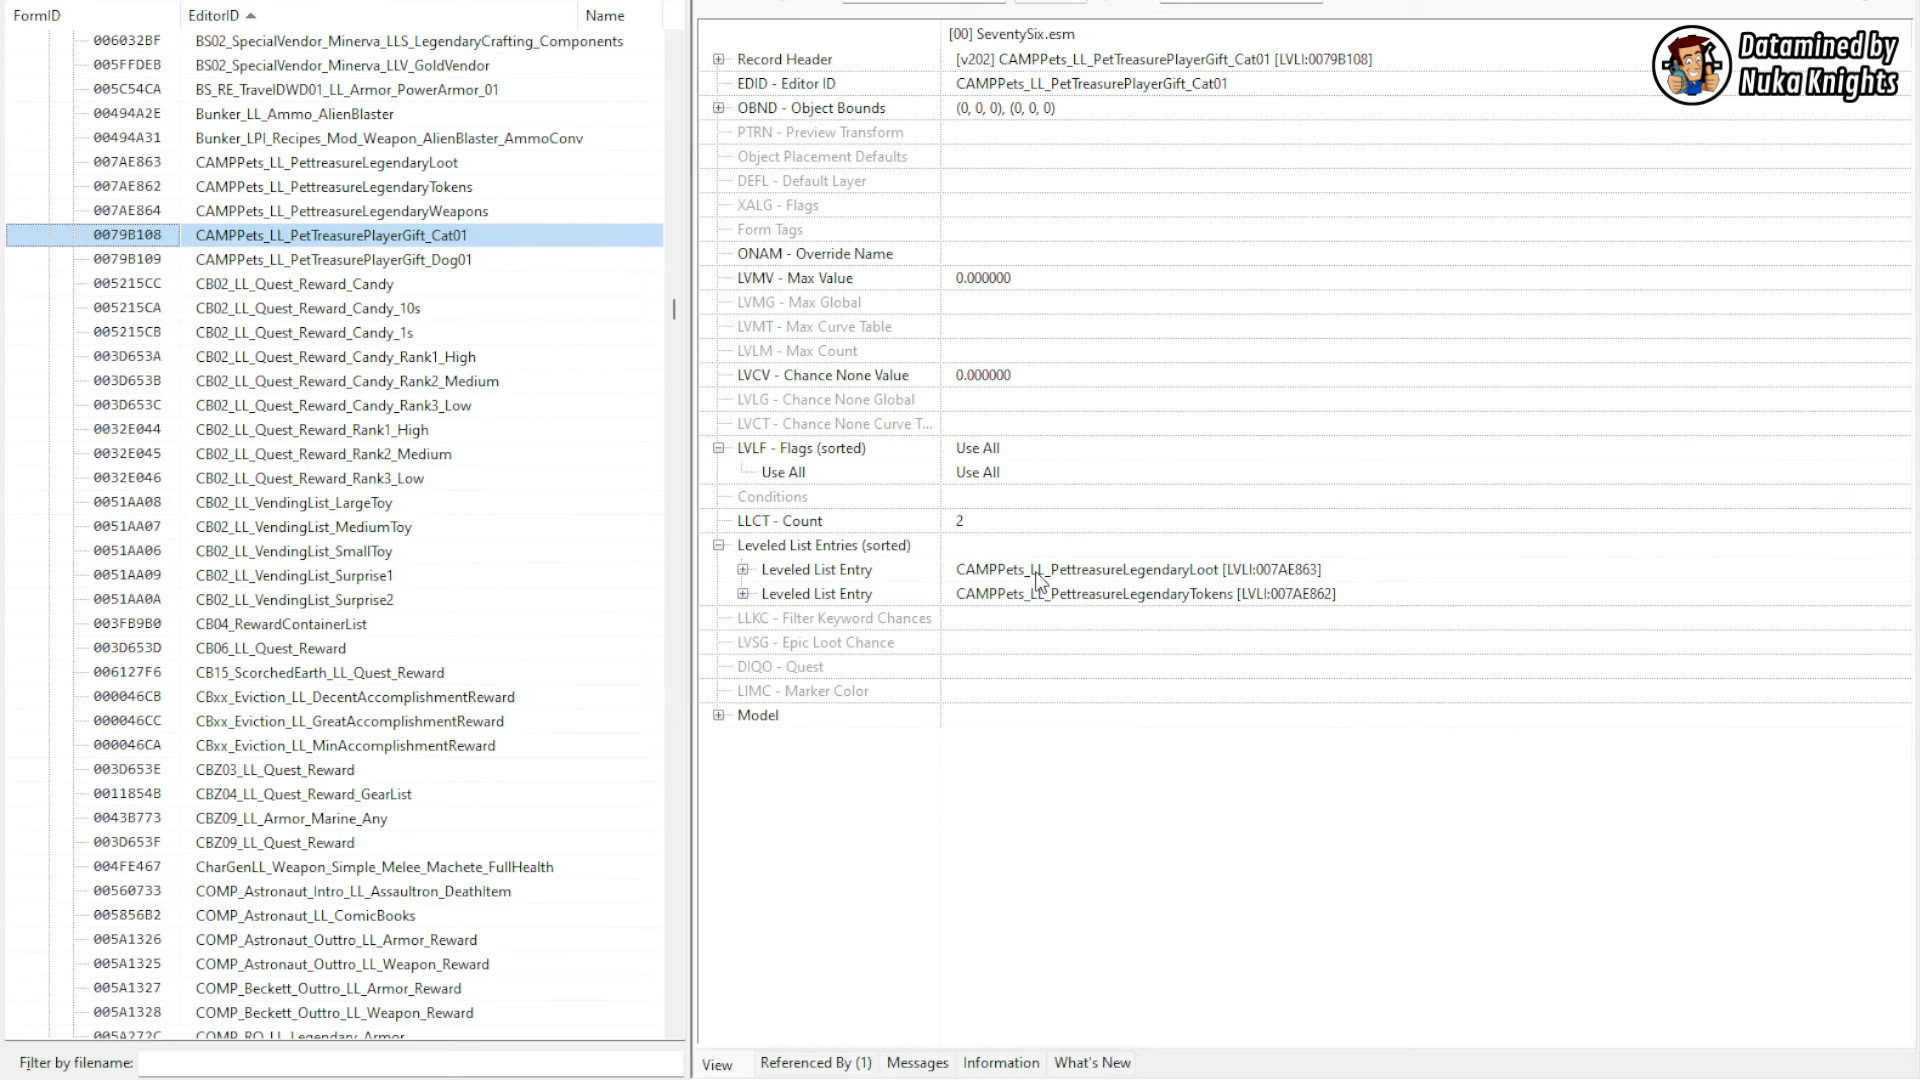 FormID EditorID Name
006032BF BS02_SpecialVendor_Minerva_LLS_LegendaryCrafting_Components
005FFDEB BS02_SpecialVendor_Minerva_LLV_GoldVendor
005C54CA BS_RE_TravelDWD01_LL_Armor_PowerArmor_01
00494A2E Bunker_LL_Ammo_AlienBlaster
00494A31 Bunker_LPI_Recipes_Mod_Weapon_AlienBlaster_AmmoConv
007AE863 CAMPPets_LL_PettreasureLegendaryLoot
007AE862 CAMPPets_LL_PettreasureLegendaryTokens
007AE864 CAMPPets_LL_PettreasureLegendaryWeapons
0079B108 CAMPPets_LL_PetTreasurePlayerGift_Cat01
0079B109 CAMPPets_LL_PetTreasurePlayerGift_Dog01
005215CC CB02_LL_Quest_Reward_Candy
005215CA CB02_LL_Quest_Reward_Candy_10s
005215CB CB02_LL_Quest_Reward_Candy_1s
003D653A CB02_LL_Quest_Reward_Candy_Rank1_High
003D653B CB02_LL_Quest_Reward_Candy_Rank2_Medium
003D653C CB02_LL_Quest_Reward_Candy_Rank3_Low
0032E044 CB02_LL_Quest_Reward_Rank1_High
0032E045 CB02_LL_Quest_Reward_Rank2_Medium
0032E046 CB02_LL_Quest_Reward_Rank3_Low
0051AA08 CB02_LL_VendingList_LargeToy
0051AA07 CB02_LL_VendingList_MediumToy
0051AA06 CB02_LL_VendingList_SmallToy
0051AA09 CB02_LL_VendingList_Surprise1
0051AA0A CB02_LL_VendingList_Surprise2
003FB9B0 CB04_RewardContainerList
003D653D CB06_LL_Quest_Reward
006127F6 CB15_ScorchedEarth_LL_Quest_Reward
000046CB CBxx_Eviction_LL_DecentAccomplishmentReward
000046CC CBxx_Eviction_LL_GreatAccomplishmentReward
000046CA CBxx_Eviction_LL_MinAccomplishmentReward
003D653E CBZ03_LL_Quest_Reward
0011854B CBZ04_LL_Quest_Reward_GearList
0043B773 CBZ09_LL_Armor_Marine_Any
003D653F CBZ09_LL_Quest_Reward
004FE467 CharGenLL_Weapon_Simple_Melee_Machete_FullHealth
00560733 COMP_Astronaut_Intro_LL_Assaultron_DeathItem
005856B2 COMP_Astronaut_LL_ComicBooks
005A1326 COMP_Astronaut_Outtro_LL_Armor_Reward
005A1325 COMP_Astronaut_Outtro_LL_Weapon_Reward
005A1327 COMP_Beckett_Outtro_LL_Armor_Reward
005A1328 COMP_Beckett_Outtro_LL_Weapon_Reward
005A272C COMP_RO_LL_Legendary_Armor
Filter by filename:
[00] SeventySix.esm
Record Header [v202] CAMPPets_LL_PetTreasurePlayerGift_Cat01 [LVLI:0079B108]
EDID - Editor ID CAMPPets_LL_PetTreasurePlayerGift_Cat01
OBND - Object Bounds (0, 0, 0), (0, 0, 0)
PTRN - Preview Transform
Object Placement Defaults
DEFL - Default Layer
XALG - Flags
Form Tags
ONAM - Override Name
LVMV - Max Value 0.000000
LVMG - Max Global
LVMT - Max Curve Table
LVLM - Max Count
LVCV - Chance None Value 0.000000
LVLG - Chance None Global
LVCT - Chance None Curve T...
LVLF - Flags (sorted) Use All
Use All Use All
Conditions
LLCT - Count 2
Leveled List Entries (sorted)
Leveled List Entry CAMPPets_LL_PettreasureLegendaryLoot [LVLI:007AE863]
Leveled List Entry CAMPPets_LL_PettreasureLegendaryTokens [LVLI:007AE862]
LLKC - Filter Keyword Chances
LVSG - Epic Loot Chance
DIQO - Quest
LIMC - Marker Color
Model
View Referenced By (1) Messages Information What's New
Datamined by
Nuka Knights